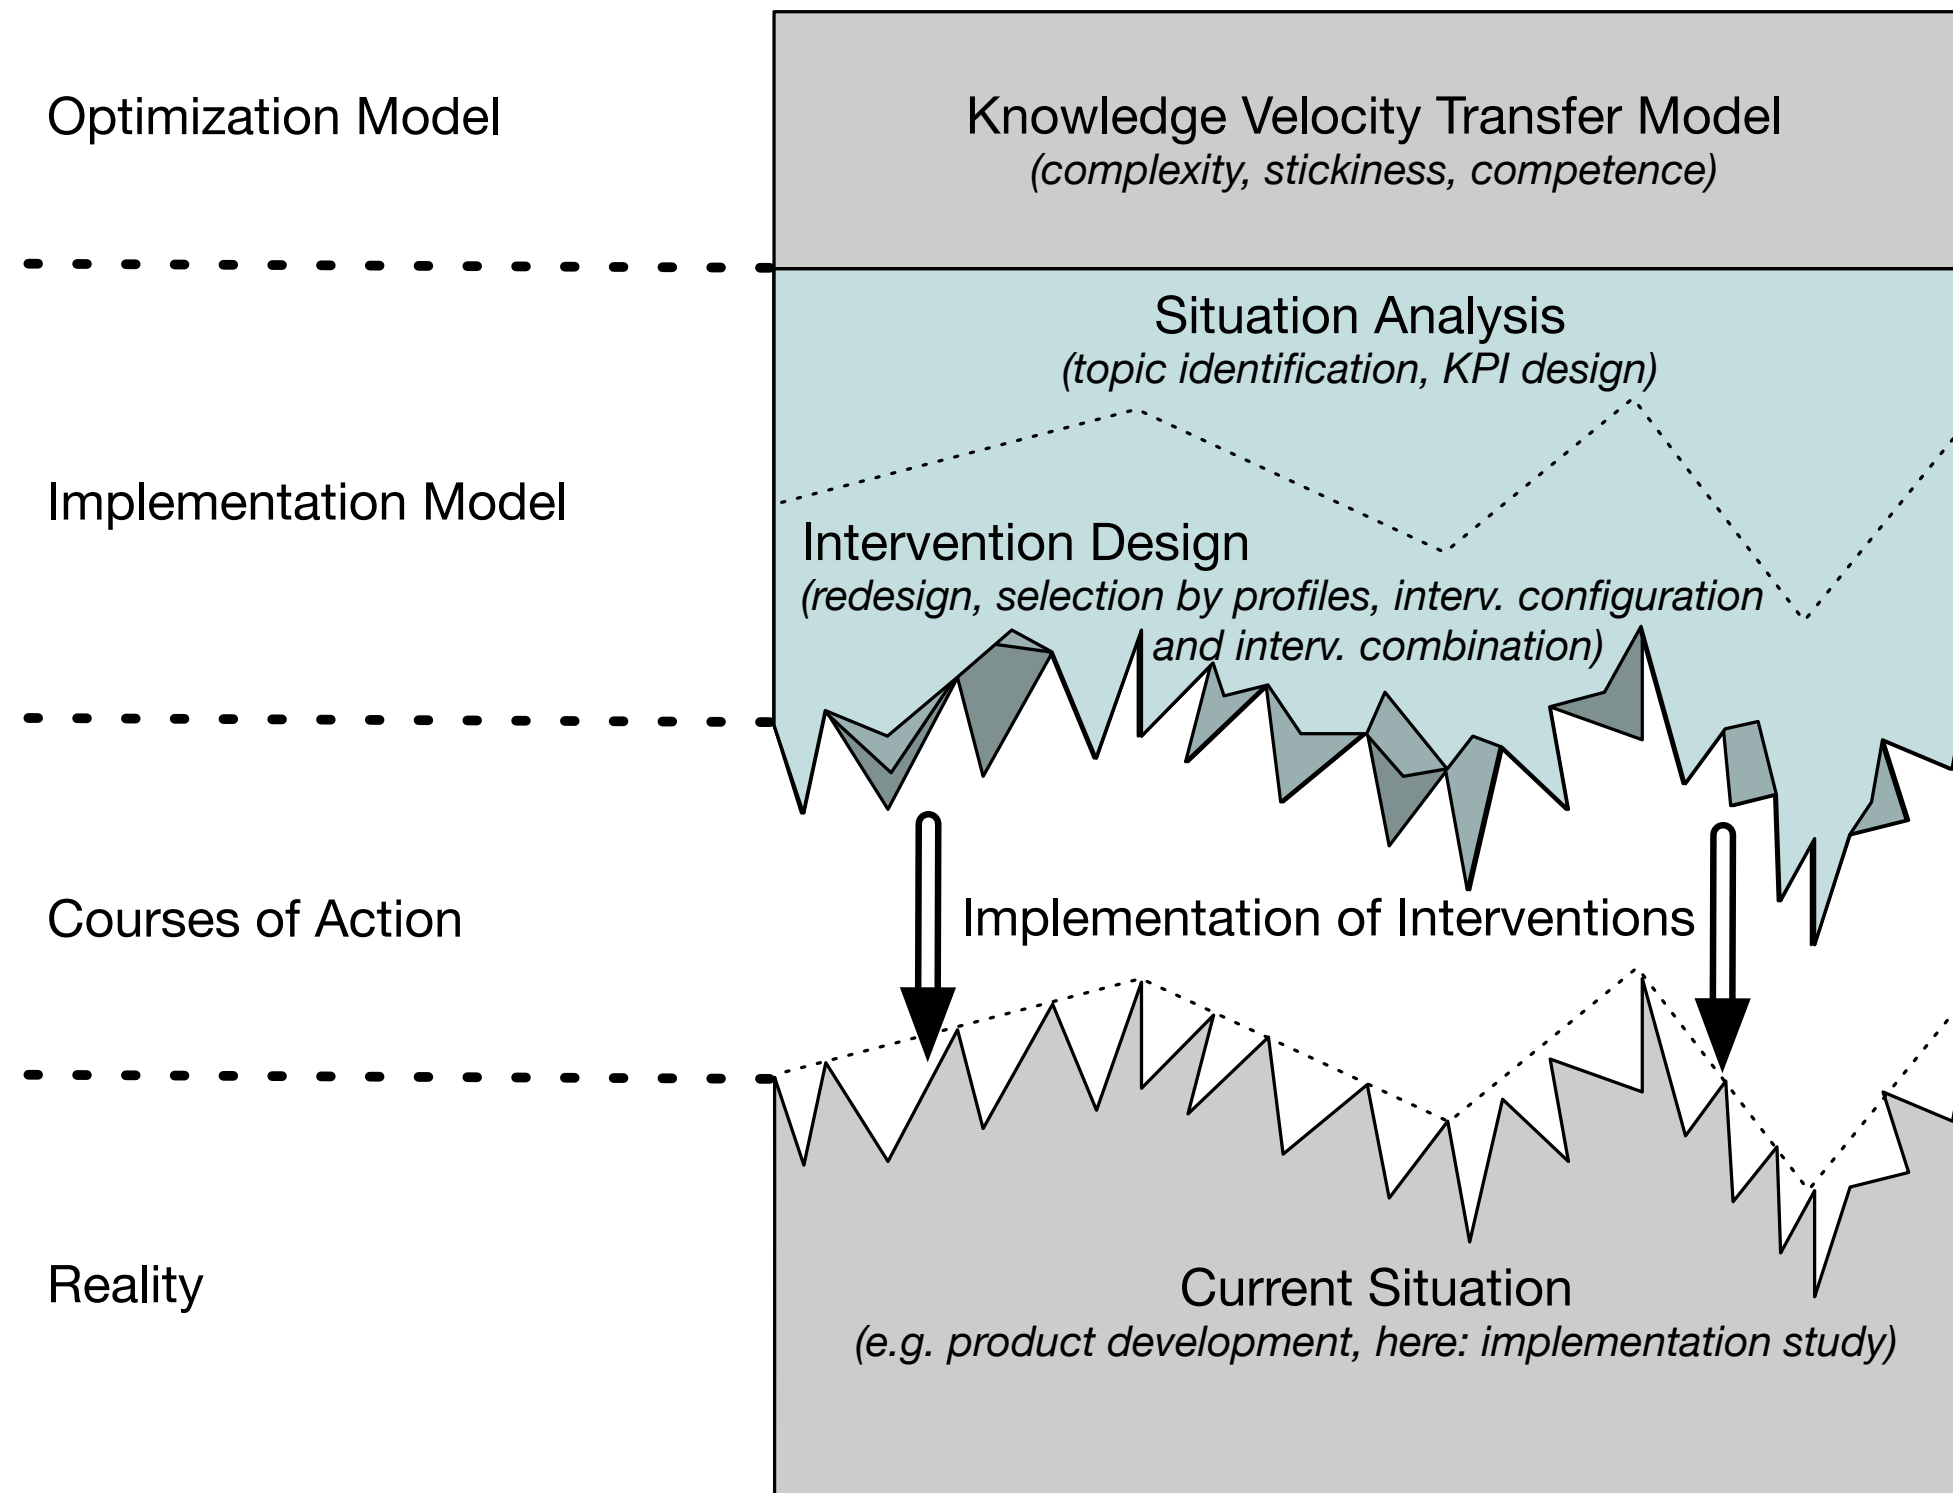 Optimization Model
Knowledge Velocity Transfer Model
(complexity, stickiness, competence)
Situation Analysis
(topic identification, KPI design)
Implementation Model
Intervention Design
(redesign, selection by profiles, interv. configuration
and interv. combination)
Courses of Action
Implementation of Interventions
Reality
Current Situation
(e.g. product development, here: implementation study)